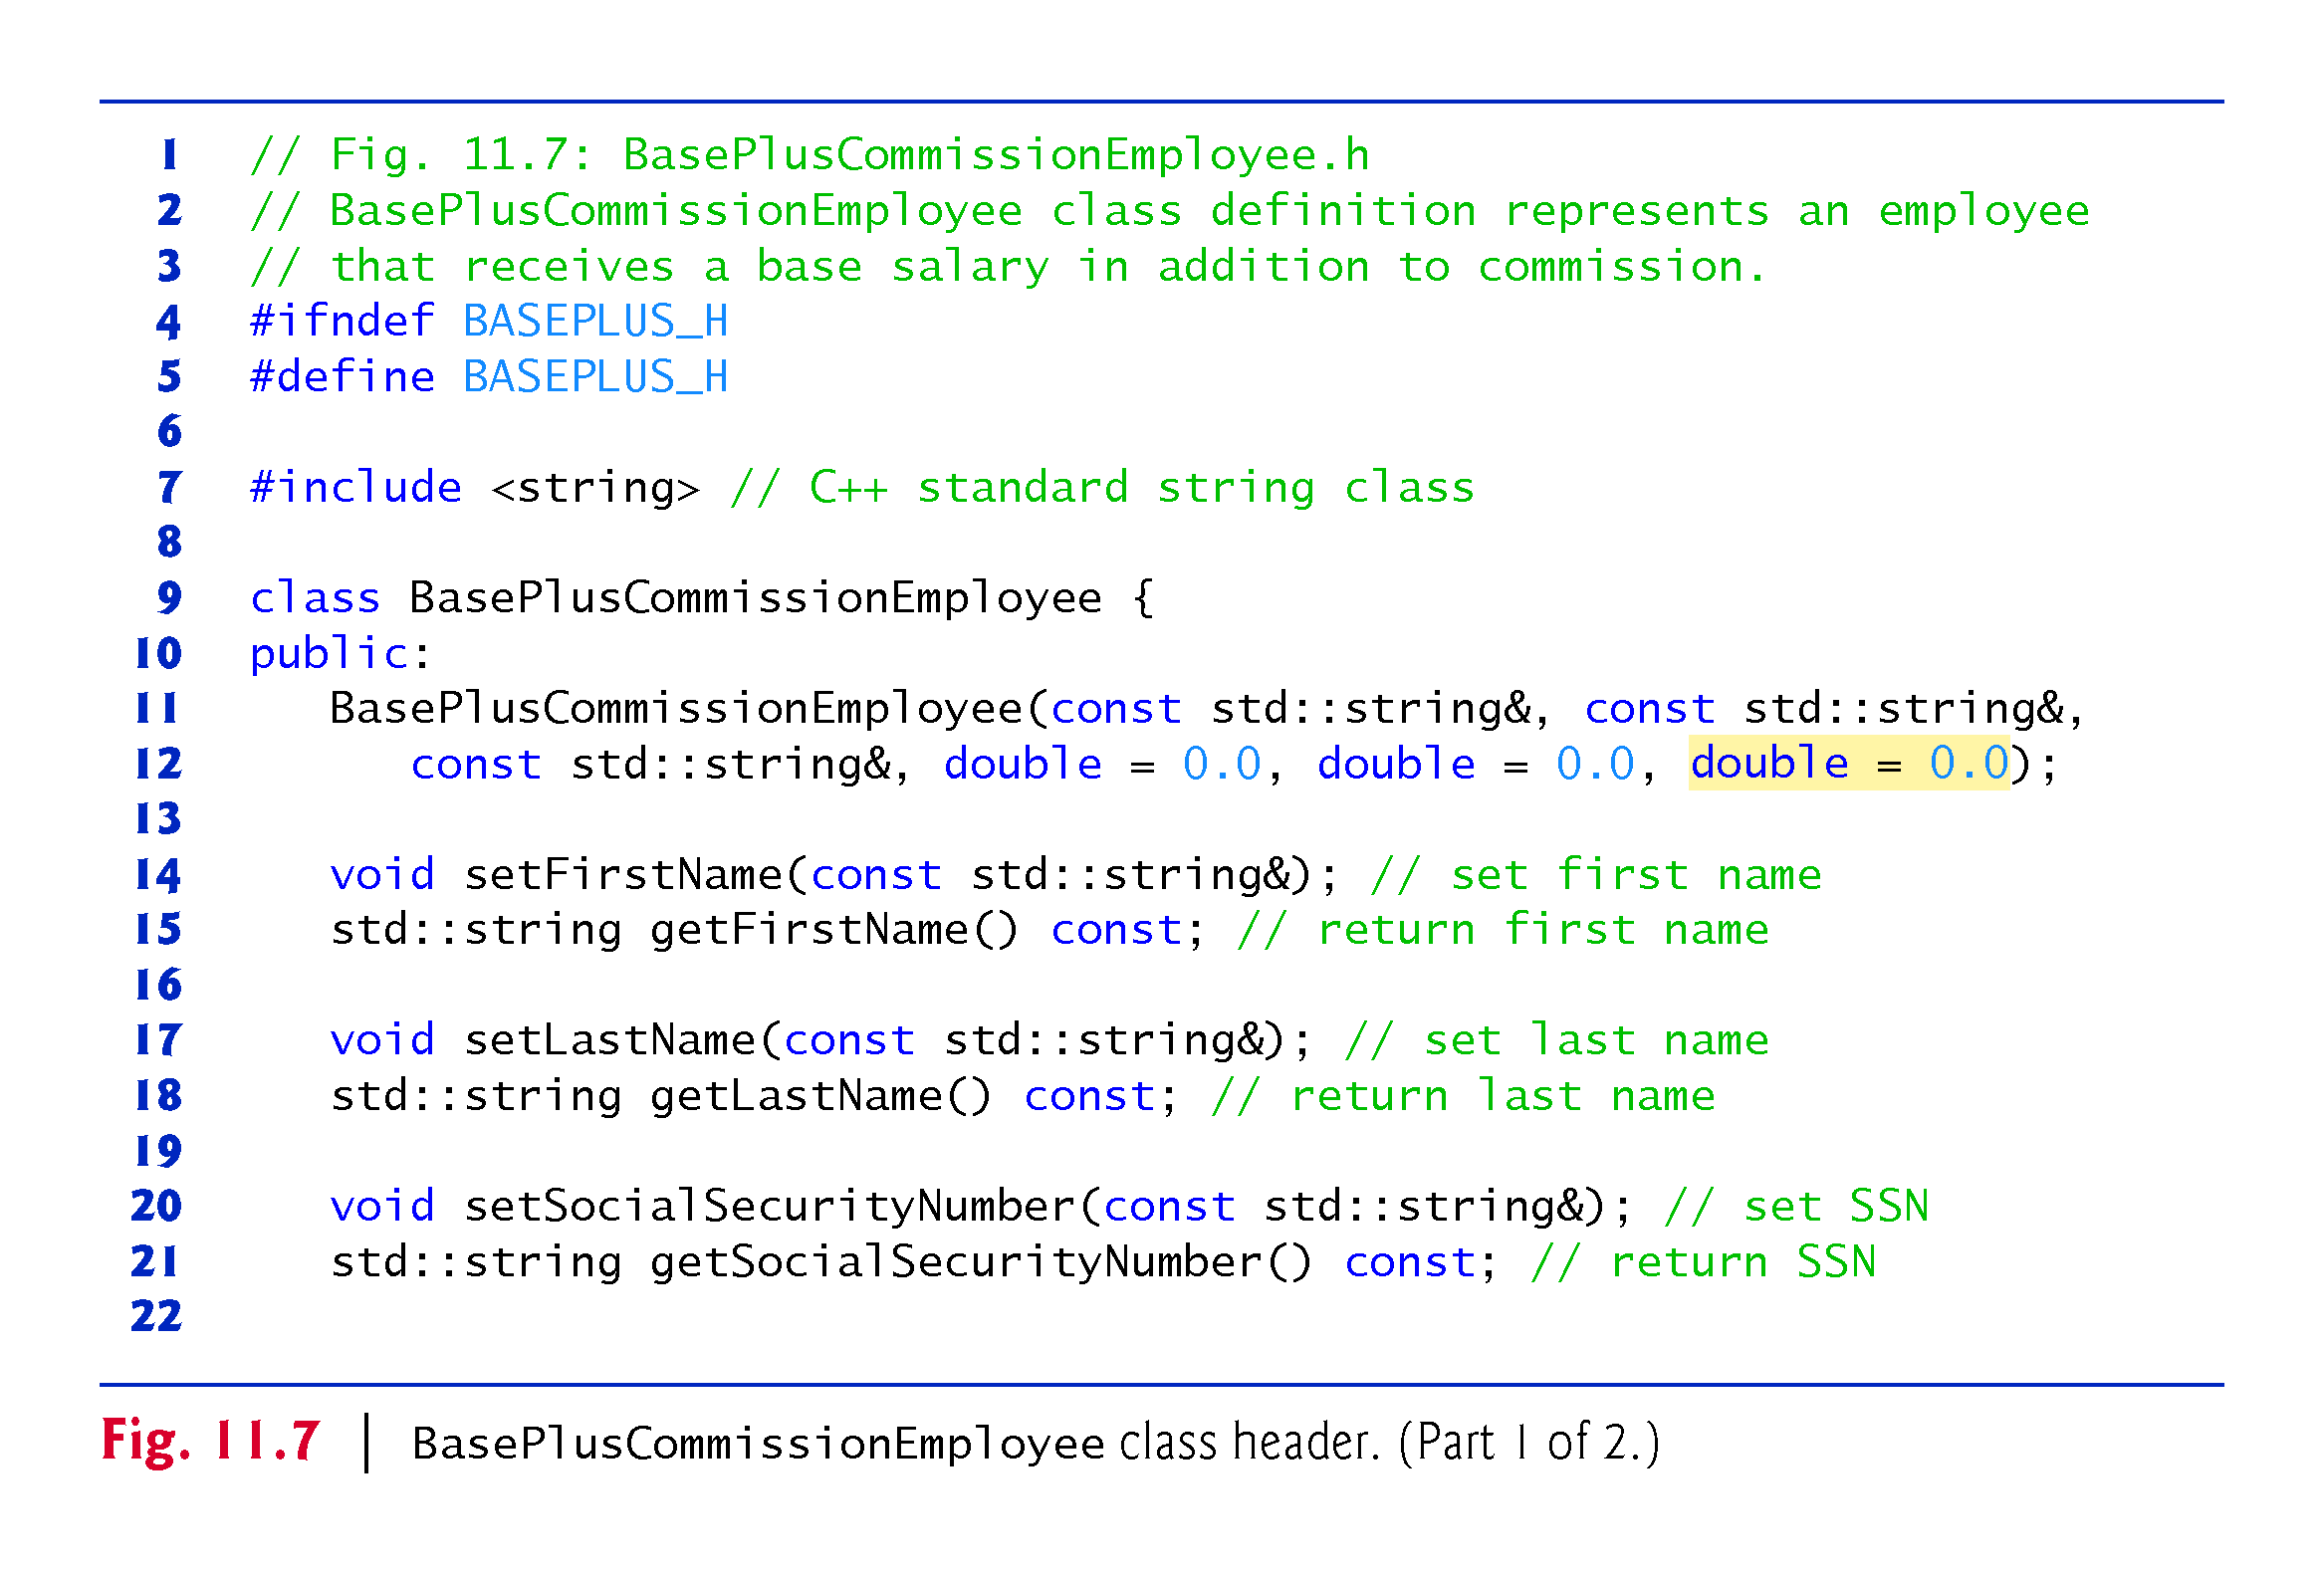 1 // Fig. 11.7: BasePlusCommissionEmployee.h
2 // BasePlusCommissionEmployee class definition represents an employee
3 // that receives a base salary in addition to commission.
4 #ifndef BASEPLUS_H
5 #define BASEPLUS_H
6
7 #include <string> // C++ standard string class
8
9 class BasePlusCommissionEmployee {
10 public:
11 BasePlusCommissionEmployee(const std::string&, const std::string&,
12 const std::string&, double = 0.0, double = 0.0, double = 0.0);
13
14 void setFirstName(const std::string&); // set first name
15 std::string getFirstName() const; // return first name
16
17 void setLastName(const std::string&); // set last name
18 std::string getLastName() const; // return last name
19
20 void setSocialSecurityNumber(const std::string&); // set SSN
21 std::string getSocialSecurityNumber() const; // return SSN
22
Fig. 11.7 | BasePlusCommissionEmployee class header. (Part 1 of 2.)